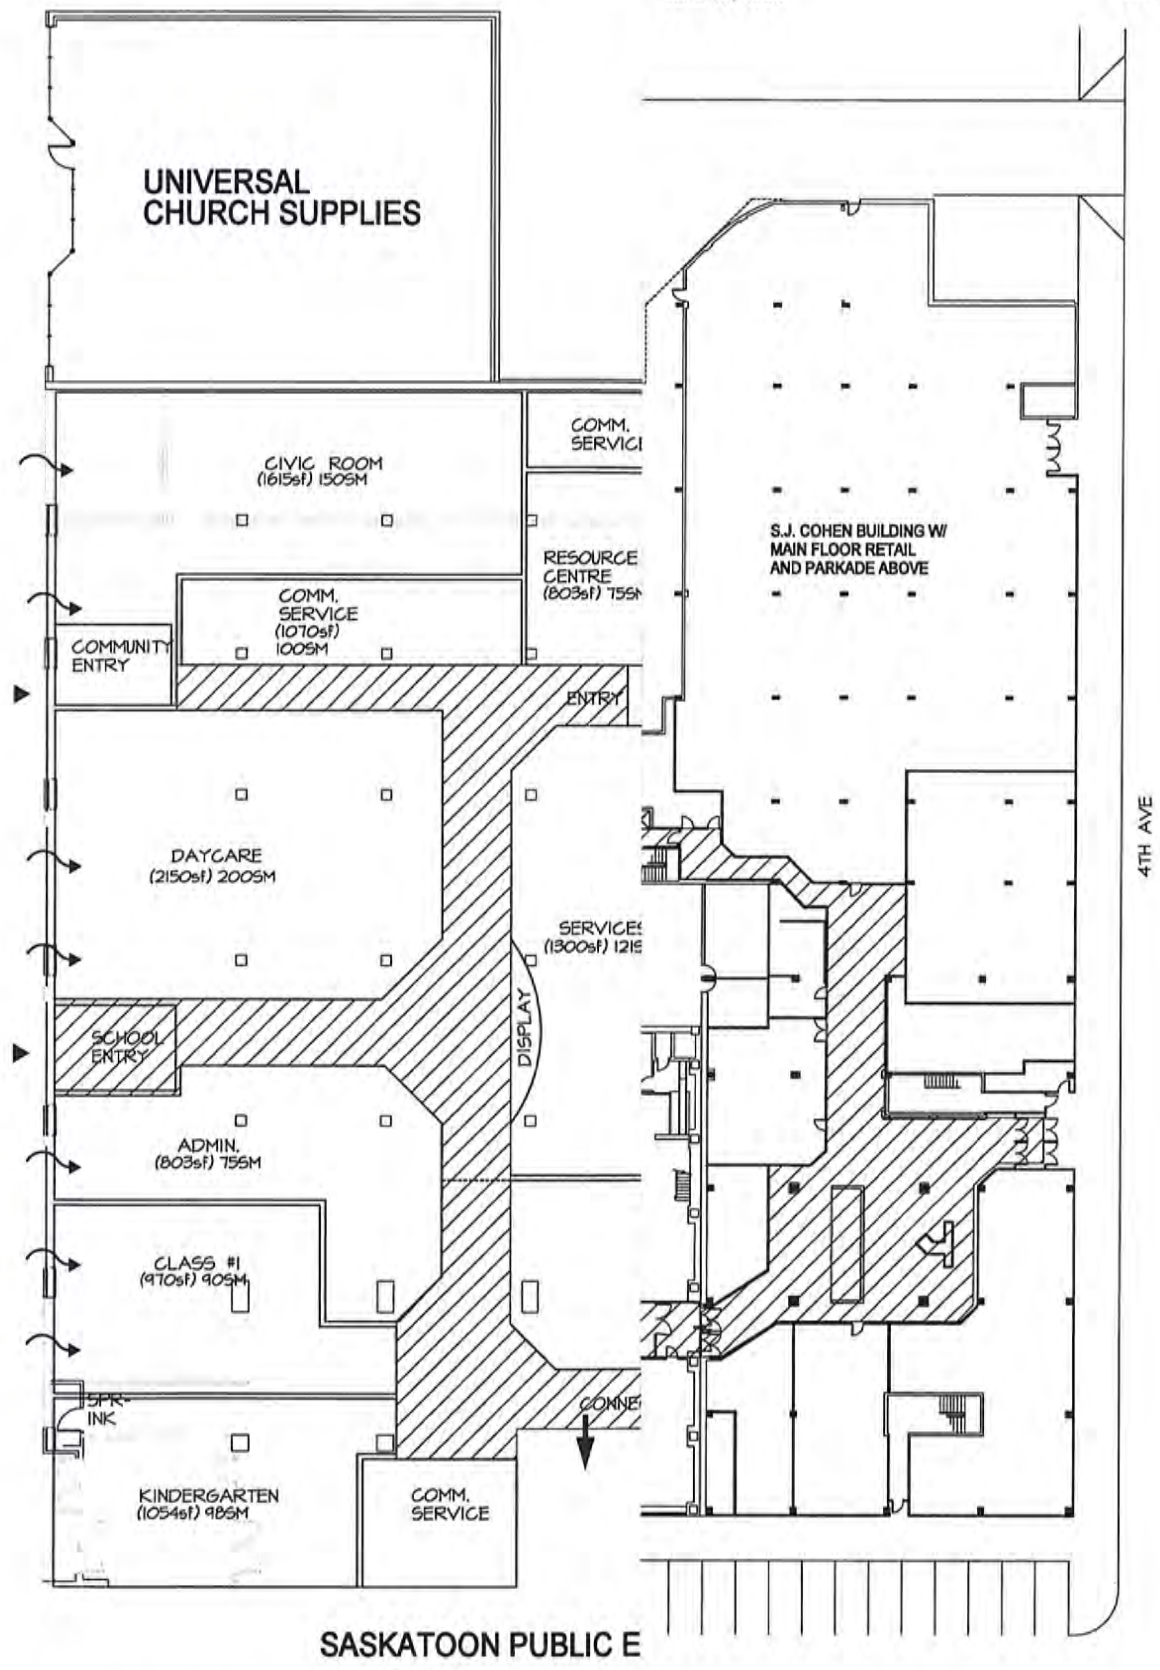 UNIVERSAL
CHURCH SUPPLIES
COMM.
SERVICE
CIVIC ROOM
(1615sf) 150SM
RESOURCE
CENTRE
(803sf) 75SM
COMM.
SERVICE
(1070sf)
100SM
COMMUNITY
ENTRY
ENTRY
S.J. COHEN BUILDING W/
MAIN FLOOR RETAIL
AND PARKADE ABOVE
4TH AVE
DAYCARE
(2150sf) 200SM
SERVICES
(1300sf) 121S
DISPLAY
SCHOOL
ENTRY
ADMIN.
(803sf) 75SM
CLASS #1
(970sf) 90SM
SPR-
INK
CONNE
KINDERGARTEN
(1054sf) 98SM
COMM.
SERVICE
SASKATOON PUBLIC E